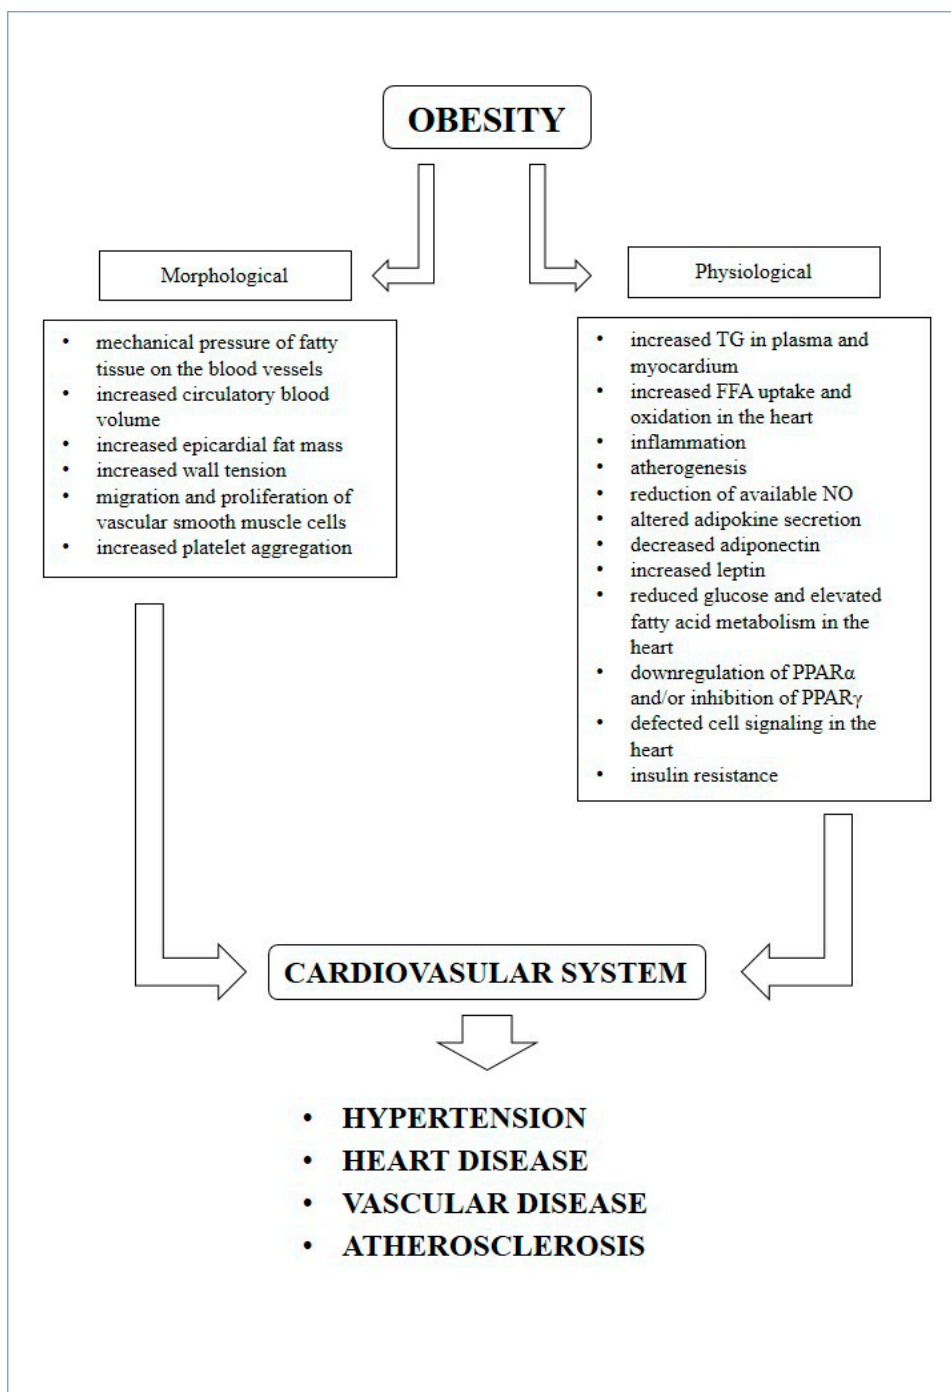 OBESITY
Morphological
• mechanical pressure of fatty
tissue on the blood vessels
• increased circulatory blood
volume
• increased epicardial fat mass
• increased wall tension
• migration and proliferation of
vascular smooth muscle cells
• increased platelet aggregation
Physiological
• increased TG in plasma and
myocardium
• increased FFA uptake and
oxidation in the heart
• inflammation
• atherogenesis
• reduction of available NO
• altered adipokine secretion
• decreased adiponectin
• increased leptin
• reduced glucose and elevated
fatty acid metabolism in the
heart
• downregulation of PPARα
and/or inhibition of PPARγ
• defected cell signaling in the
heart
• insulin resistance
CARDIOVASULAR SYSTEM
• HYPERTENSION
• HEART DISEASE
• VASCULAR DISEASE
• ATHEROSCLEROSIS